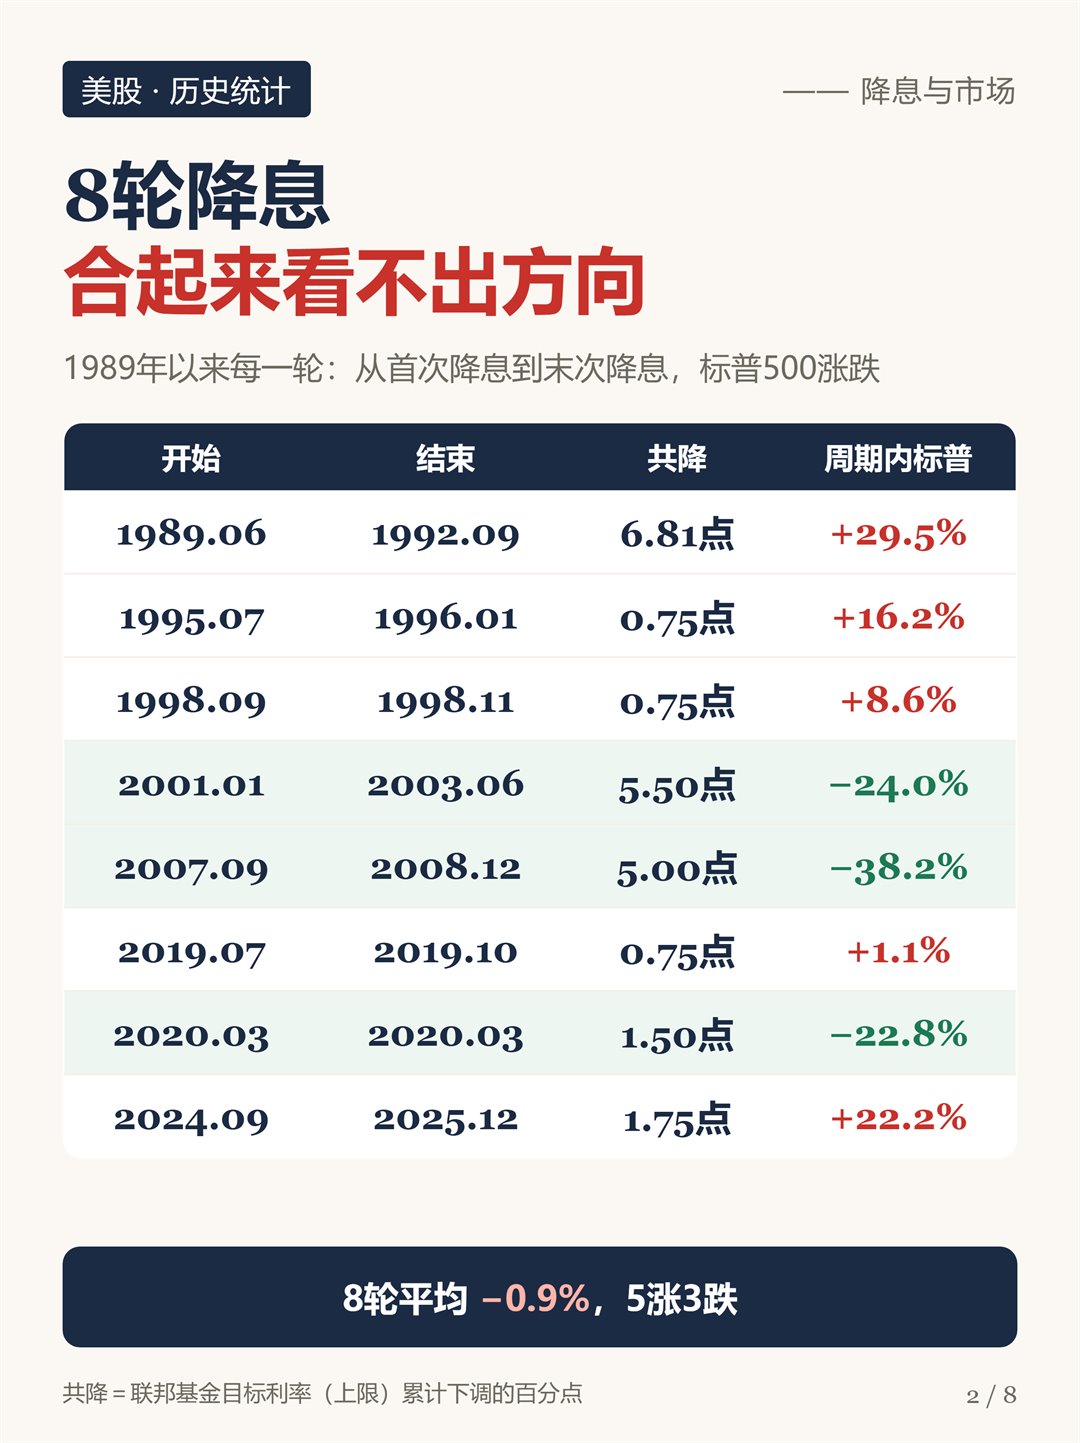 美股 · 历史统计
—— 降息与市场
8轮降息
合起来看不出方向
1989年以来每一轮：从首次降息到末次降息，标普500涨跌
开始 结束 共降 周期内标普
1989.06 1992.09 6.81点 +29.5%
1995.07 1996.01 0.75点 +16.2%
1998.09 1998.11 0.75点 +8.6%
2001.01 2003.06 5.50点 −24.0%
2007.09 2008.12 5.00点 −38.2%
2019.07 2019.10 0.75点 +1.1%
2020.03 2020.03 1.50点 −22.8%
2024.09 2025.12 1.75点 +22.2%
8轮平均 −0.9%，5涨3跌
共降＝联邦基金目标利率（上限）累计下调的百分点
2 / 8